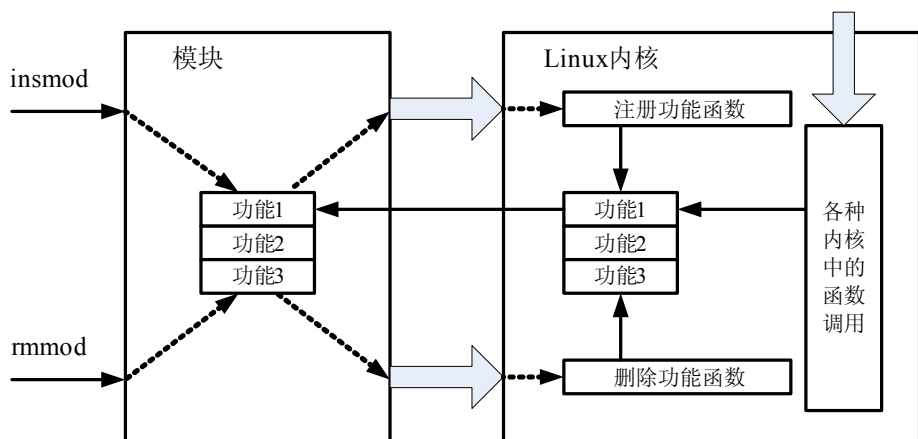 模块
Linux内核
insmod
注册功能函数
功能1
功能2
功能3
功能1
功能2
功能3
各种
内核
中的
函数
调用
rmmod
删除功能函数